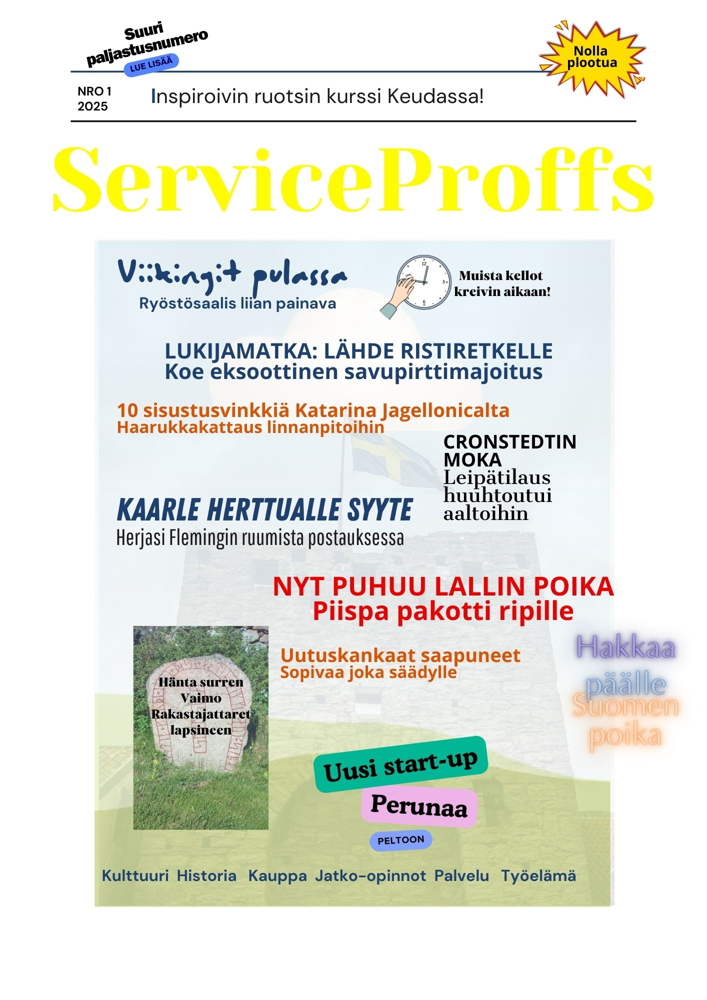 Suuri
paljastusnumero
LUE LISÄÄ
Nolla
plootua
NRO 1
2025
Inspiroivin ruotsin kurssi Keudassa!
ServiceProffs
Viikingit pulassa
Ryöstösaalis liian painava
12
3
6
Muista kellot
kreivin aikaan!
LUKIJAMATKA: LÄHDE RISTIRETKELLE
Koe eksoottinen savupirttimajoitus
10 sisustusvinkkiä Katarina Jagellonicalta
Haarukkakattaus linnanpitoihin
CRONSTEDTIN
MOKA
Leipätilaus
huuhtoutui
aaltoihin
KAARLE HERTTUALLE SYYTE
Herjasi Flemingin ruumista postauksessa
NYT PUHUU LALLIN POIKA
Piispa pakotti ripille
Uutuskankaat saapuneet
Sopivaa joka säädylle
Hakkaa
päälle
Suomen
poika
Hänta surren
Vaimo
Rakastajattaret
lapsineen
Uusi start-up
Perunaa
PELTOON
Kulttuuri Historia Kauppa Jatko-opinnot Palvelu Työelämä